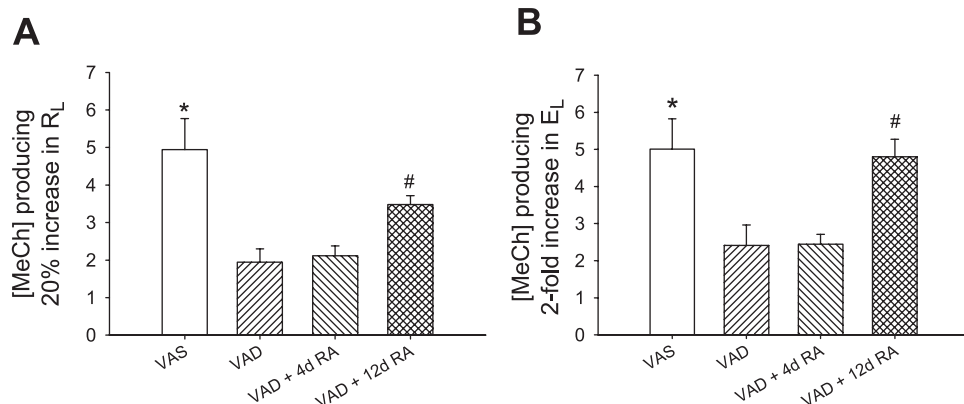 A
[MeCh] producing
20% increase in RL
7
6
5
4
3
2
1
0
*
#
VAS
VAD
VAD + 4d RA
VAD + 12d RA
B
[MeCh] producing
2-fold increase in EL
7
6
5
4
3
2
1
0
*
#
VAS
VAD
VAD + 4d RA
VAD + 12d RA